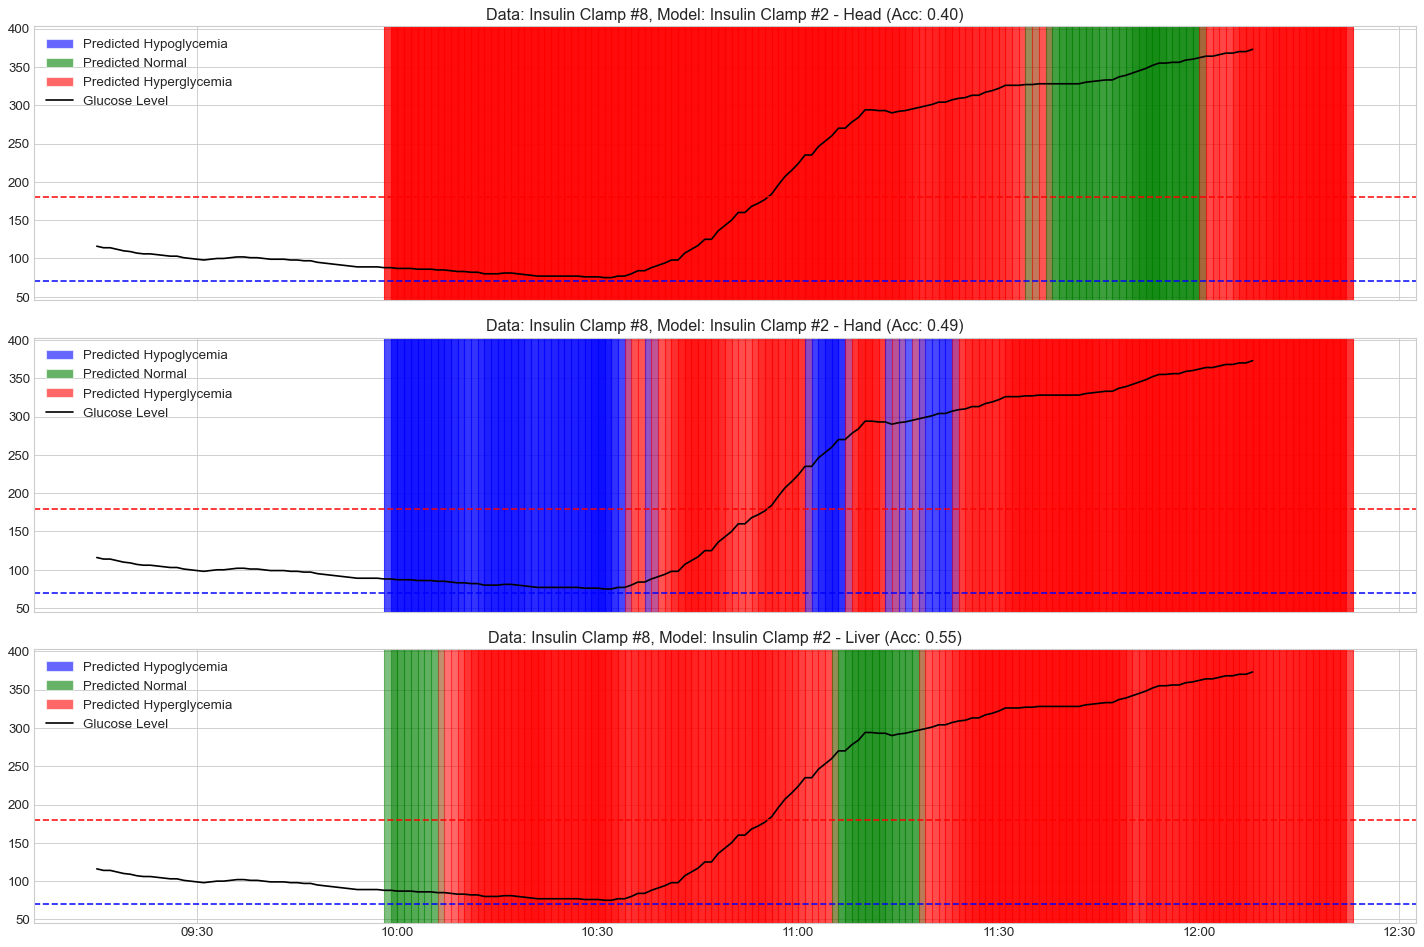 Data: Insulin Clamp #8, Model: Insulin Clamp #2 - Head (Acc: 0.40)
400
350
300
250
200
150
100
50
Predicted Hypoglycemia
Predicted Normal
Predicted Hyperglycemia
Glucose Level
Data: Insulin Clamp #8, Model: Insulin Clamp #2 - Hand (Acc: 0.49)
400
350
300
250
200
150
100
50
Predicted Hypoglycemia
Predicted Normal
Predicted Hyperglycemia
Glucose Level
Data: Insulin Clamp #8, Model: Insulin Clamp #2 - Liver (Acc: 0.55)
400
350
300
250
200
150
100
50
Predicted Hypoglycemia
Predicted Normal
Predicted Hyperglycemia
Glucose Level
09:30 10:00 10:30 11:00 11:30 12:00 12:30